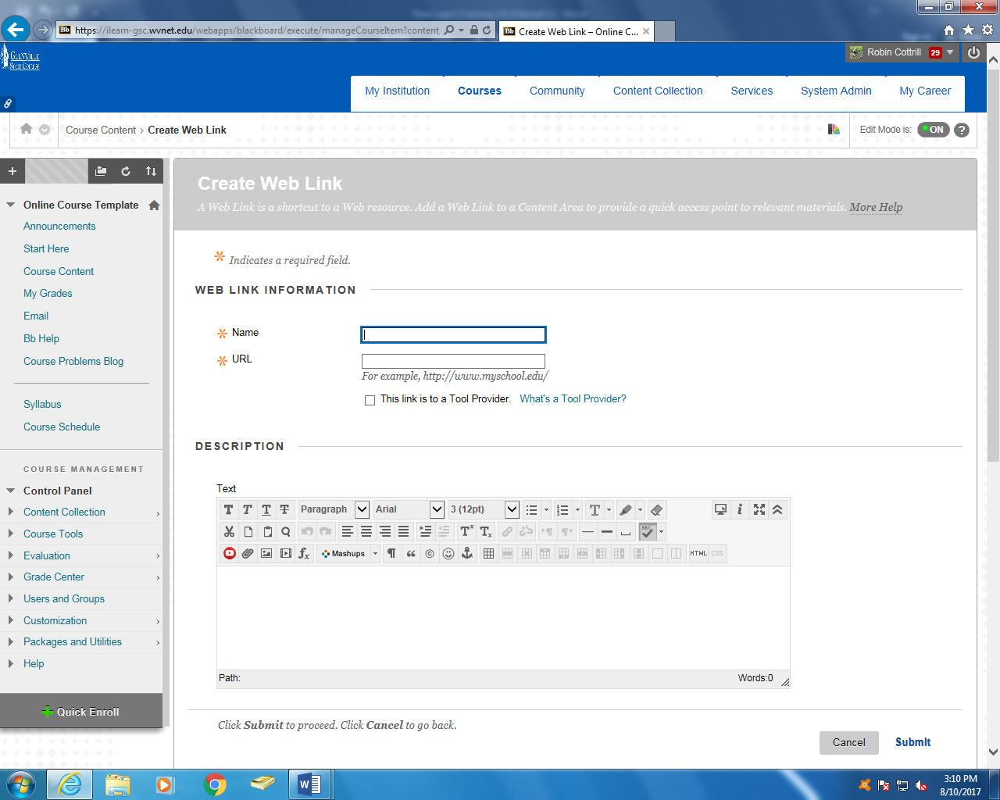 https://ilearn-gsc.wvnet.edu/webapps/blackboard/execute/manageCourseItem?content_
Bb Create Web Link – Online C...
GLENVILLE
STATE COLLEGE
Robin Cottrill 29
My Institution Courses Community Content Collection Services System Admin My Career
Course Content > Create Web Link
Edit Mode is: ON ?
Online Course Template
Announcements
Start Here
Course Content
My Grades
Email
Bb Help
Course Problems Blog
Syllabus
Course Schedule
COURSE MANAGEMENT
Control Panel
Content Collection
Course Tools
Evaluation
Grade Center
Users and Groups
Customization
Packages and Utilities
Help
Quick Enroll
Create Web Link
A Web Link is a shortcut to a Web resource. Add a Web Link to a Content Area to provide a quick access point to relevant materials. More Help
Indicates a required field.
WEB LINK INFORMATION
Name
URL
For example, http://www.myschool.edu/
This link is to a Tool Provider. What's a Tool Provider?
DESCRIPTION
Text
T T T T Paragraph Arial 3 (12pt)
ABC
Mashups HTML CSS
Path: Words:0
Click Submit to proceed. Click Cancel to go back.
Cancel Submit
3:10 PM
8/10/2017